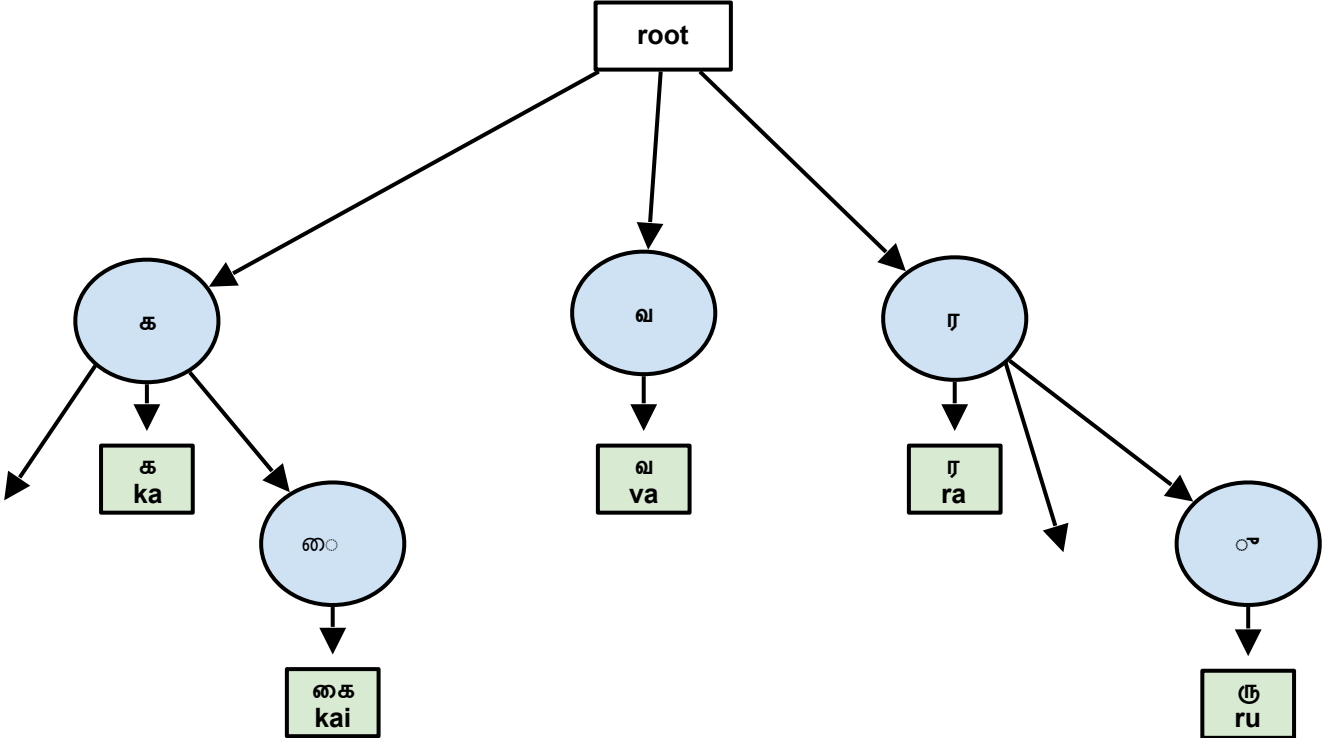 root
க
வ
ர
க
ka
வ
va
ர
ra
ை
ு
கை
kai
ரு
ru